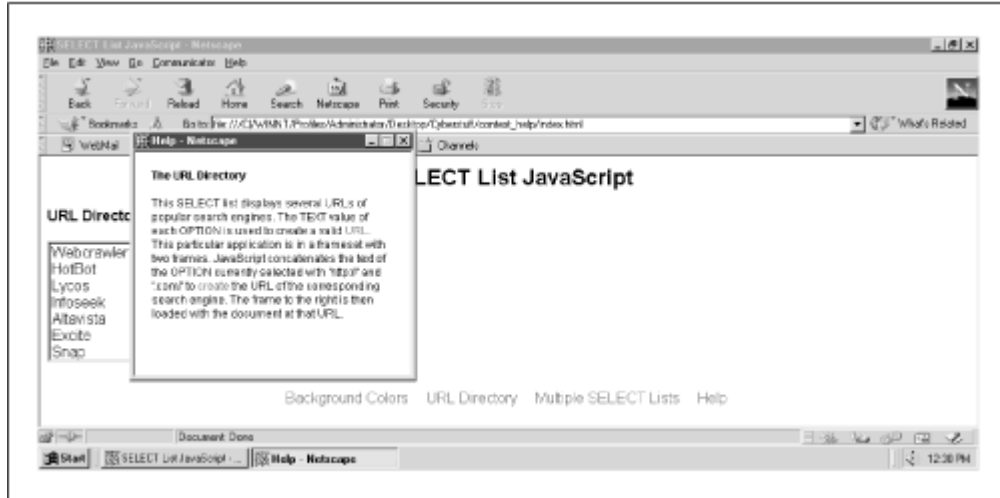 SELECT List JavaScript - Netscape
File Edit View Go Communicator Help
Back Forward Reload Home Search Netscape Print Security Stop
Bookmarks Go to: file:///C|/WINNT/Profiles/Administrator/Desktop/Cyberstuff/context_help/index.html What's Related
WebMail Channels
Help - Netscape
LECT List JavaScript
The URL Directory
This SELECT list displays several URLs of
popular search engines. The TEXT value of
each OPTION is used to create a valid URL.
This particular application is in a frameset with
two frames. JavaScript concatenates the text of
the OPTION currently selected with "http://" and
".com/" to create the URL of the corresponding
search engine. The frame to the right is then
loaded with the document at that URL.
URL Directo
Webcrawler
HotBot
Lycos
Infoseek
Altavista
Excite
Snap
Background Colors URL Directory Multiple SELECT Lists Help
Document: Done
Start SELECT List JavaScript - ... Help - Netscape 12:30 PM